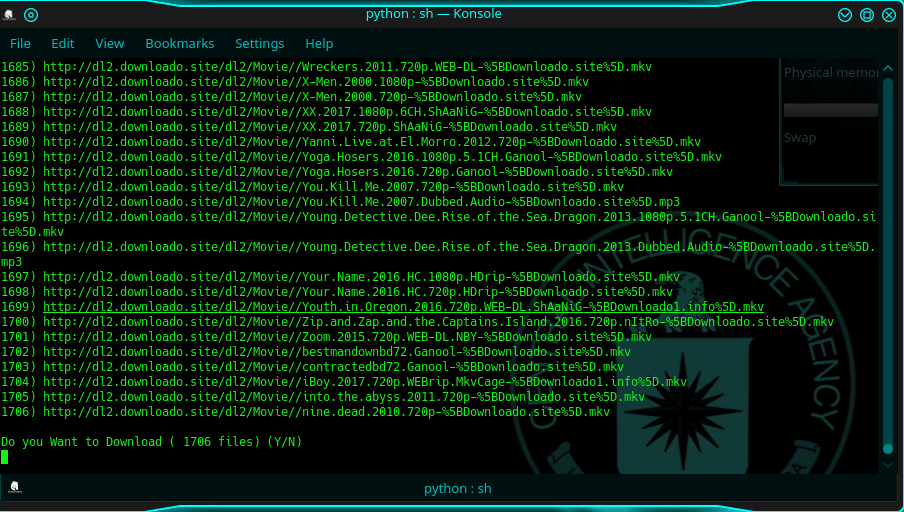 python : sh — Konsole
File Edit View Bookmarks Settings Help
1685) http://dl2.downloado.site/dl2/Movie//Wreckers.2011.720p.WEB-DL-%5BDownloado.site%5D.mkv
1686) http://dl2.downloado.site/dl2/Movie//X-Men.2000.1080p-%5BDownloado.site%5D.mkv
1687) http://dl2.downloado.site/dl2/Movie//X-Men.2000.720p-%5BDownloado.site%5D.mkv
1688) http://dl2.downloado.site/dl2/Movie//XX.2017.1080p.6CH.ShAaNiG-%5BDownloado.site%5D.mkv
1689) http://dl2.downloado.site/dl2/Movie//XX.2017.720p.ShAaNiG-%5BDownloado.site%5D.mkv
1690) http://dl2.downloado.site/dl2/Movie//Yanni.Live.at.El.Morro.2012.720p-%5BDownloado.site%5D.mkv
1691) http://dl2.downloado.site/dl2/Movie//Yoga.Hosers.2016.1080p.5.1CH.Ganool-%5BDownloado.site%5D.mkv
1692) http://dl2.downloado.site/dl2/Movie//Yoga.Hosers.2016.720p.Ganool-%5BDownloado.site%5D.mkv
1693) http://dl2.downloado.site/dl2/Movie//You.Kill.Me.2007.720p-%5BDownloado.site%5D.mkv
1694) http://dl2.downloado.site/dl2/Movie//You.Kill.Me.2007.Dubbed.Audio-%5BDownloado.site%5D.mp3
1695) http://dl2.downloado.site/dl2/Movie//Young.Detective.Dee.Rise.of.the.Sea.Dragon.2013.1080p.5.1CH.Ganool-%5BDownloado.si
te%5D.mkv
1696) http://dl2.downloado.site/dl2/Movie//Young.Detective.Dee.Rise.of.the.Sea.Dragon.2013.Dubbed.Audio-%5BDownloado.site%5D.
mp3
1697) http://dl2.downloado.site/dl2/Movie//Your.Name.2016.HC.1080p.HDrip-%5BDownloado.site%5D.mkv
1698) http://dl2.downloado.site/dl2/Movie//Your.Name.2016.HC.720p.HDrip-%5BDownloado.site%5D.mkv
1699) http://dl2.downloado.site/dl2/Movie//Youth.in.Oregon.2016.720p.WEB-DL.ShAaNiG-%5BDownloado1.info%5D.mkv
1700) http://dl2.downloado.site/dl2/Movie//Zip.and.Zap.and.the.Captains.Island.2016.720p.nItRo-%5BDownloado.site%5D.mkv
1701) http://dl2.downloado.site/dl2/Movie//Zoom.2015.720p.WEB-DL.NBY-%5BDownloado.site%5D.mkv
1702) http://dl2.downloado.site/dl2/Movie//bestmandownbd72.Ganool-%5BDownloado.site%5D.mkv
1703) http://dl2.downloado.site/dl2/Movie//contractedbd72.Ganool-%5BDownloado.site%5D.mkv
1704) http://dl2.downloado.site/dl2/Movie//iBoy.2017.720p.WEBrip.MkvCage-%5BDownloado1.info%5D.mkv
1705) http://dl2.downloado.site/dl2/Movie//into.the.abyss.2011.720p-%5BDownloado.site%5D.mkv
1706) http://dl2.downloado.site/dl2/Movie//nine.dead.2010.720p-%5BDownloado.site%5D.mkv
Do you Want to Download ( 1706 files) (Y/N)
Physical memor
Swap
INTELLIGENCE AGENCY
python : sh